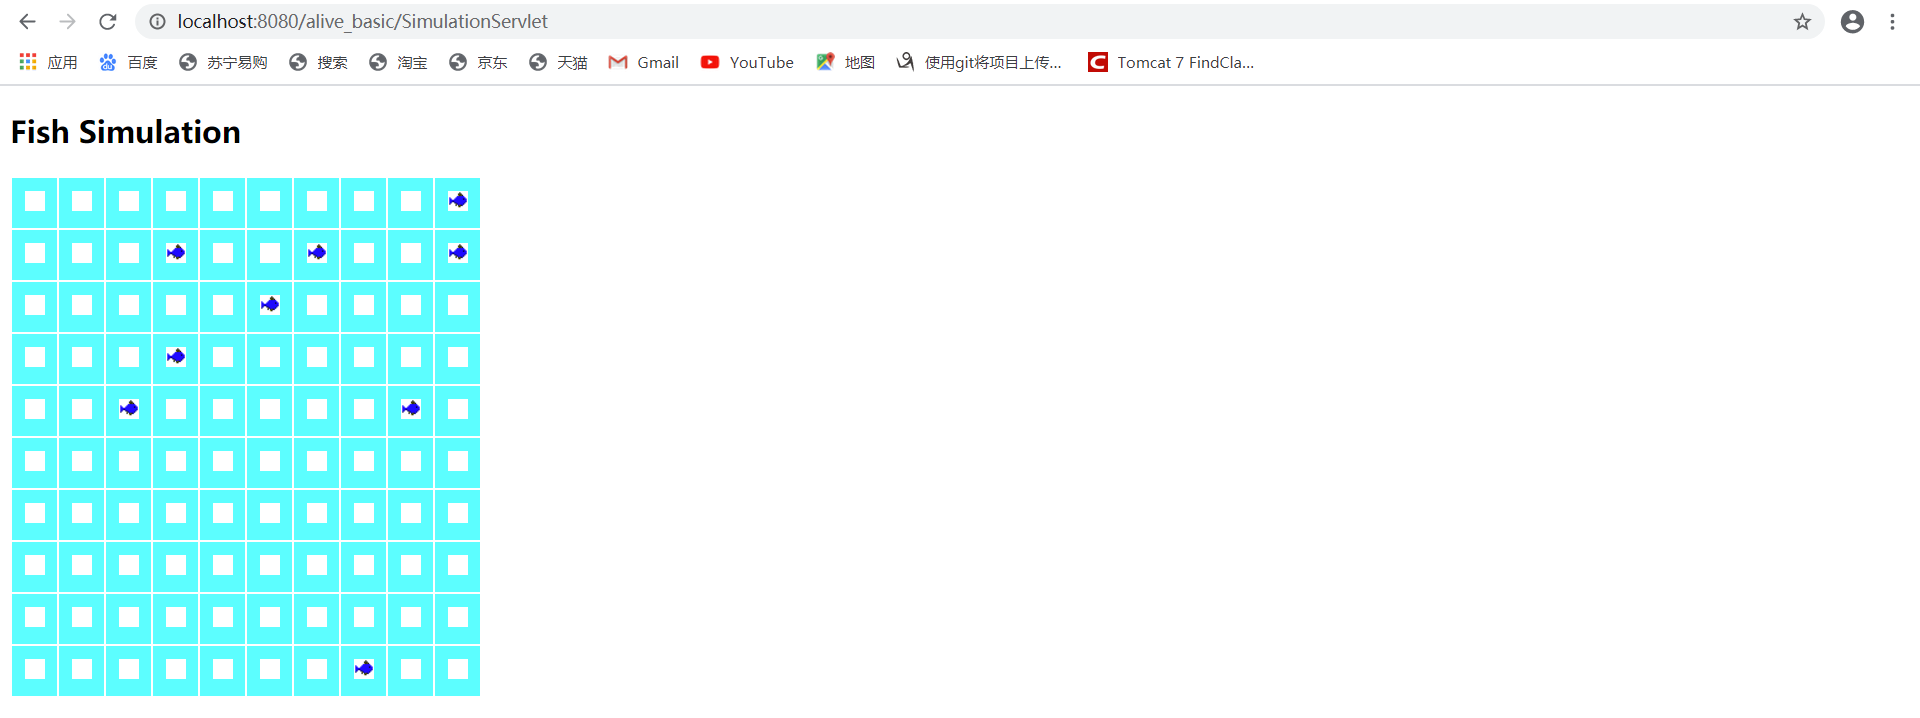 localhost:8080/alive_basic/SimulationServlet
应用 百度 苏宁易购 搜索 淘宝 京东 天猫 Gmail YouTube 地图 使用git将项目上传... Tomcat 7 FindCla...
Fish Simulation